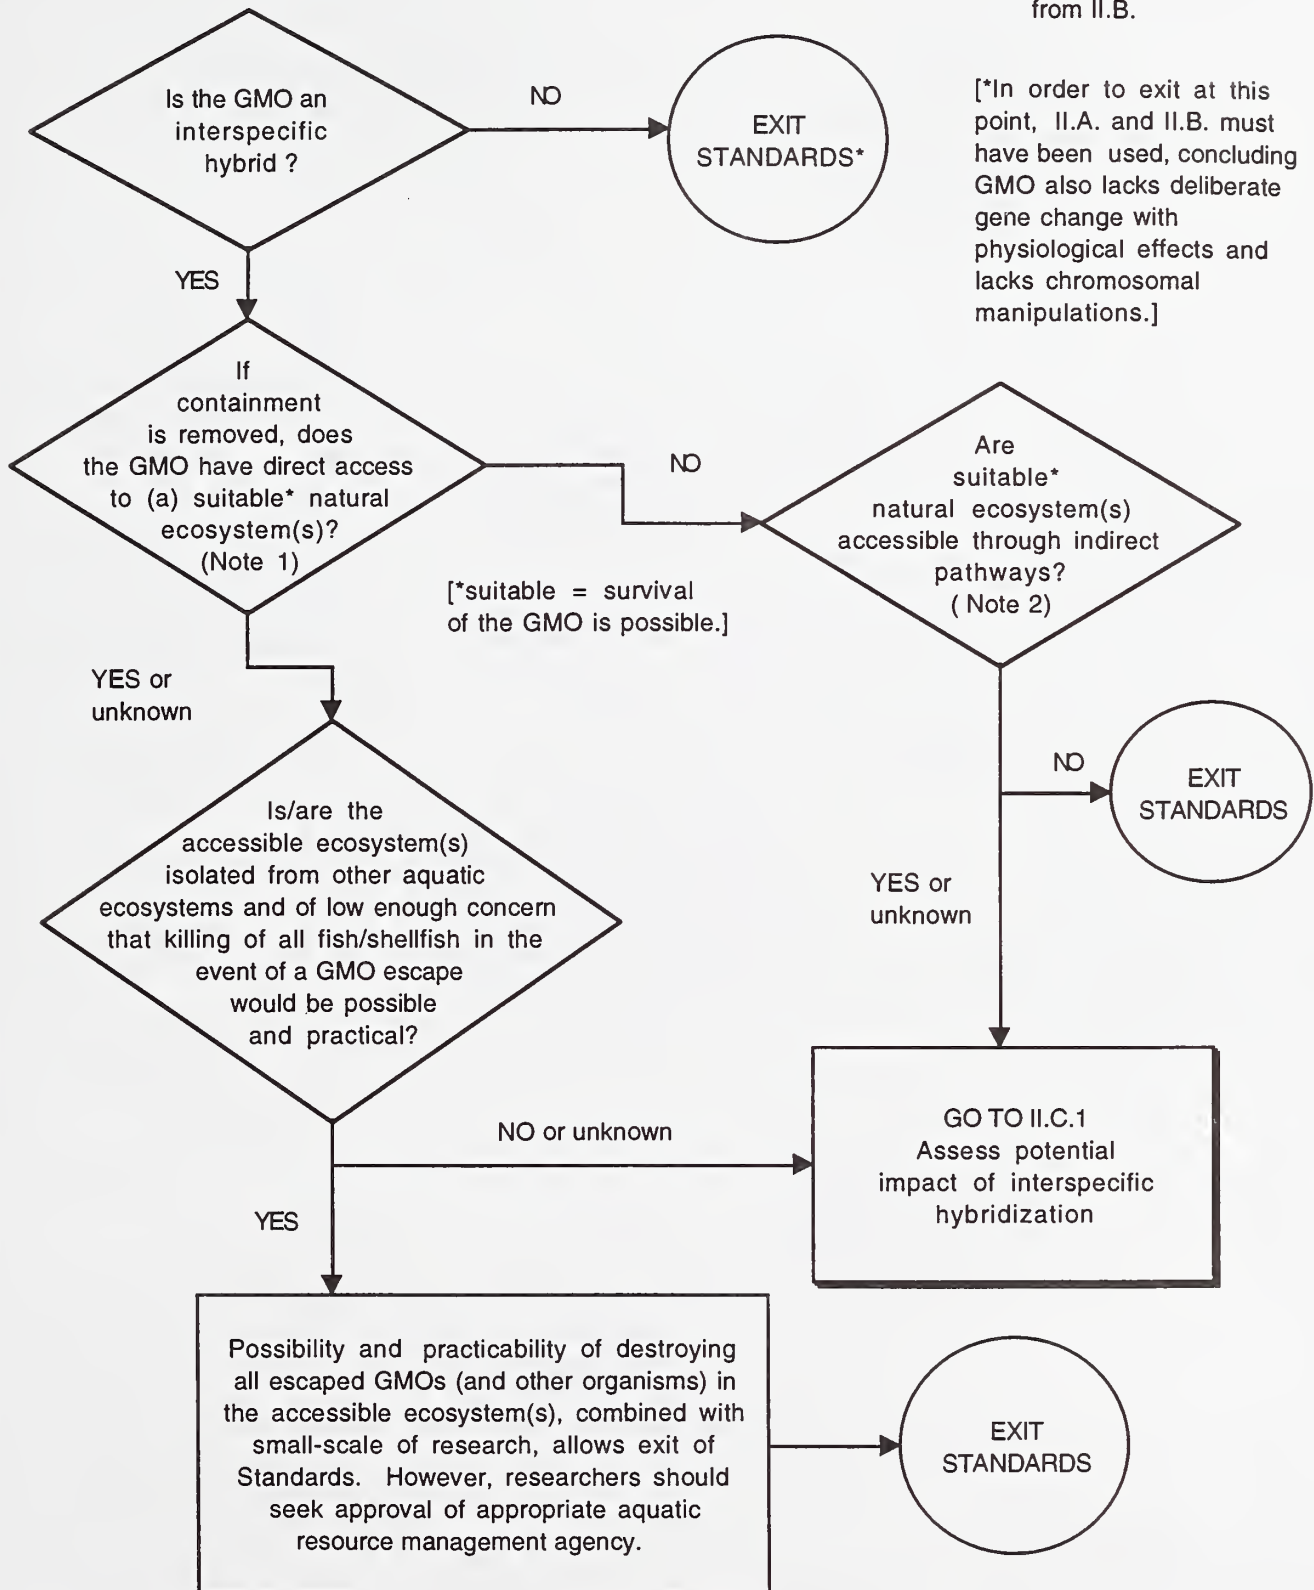 from II.B.
Is the GMO an
interspecific
hybrid ?
NO
EXIT
STANDARDS*
[*In order to exit at this
point, II.A. and II.B. must
have been used, concluding
GMO also lacks deliberate
gene change with
physiological effects and
lacks chromosomal
manipulations.]
YES
If
containment
is removed, does
the GMO have direct access
to (a) suitable* natural
ecosystem(s)?
(Note 1)
NO
Are
suitable*
natural ecosystem(s)
accessible through indirect
pathways?
( Note 2)
[*suitable = survival
of the GMO is possible.]
YES or
unknown
NO
EXIT
STANDARDS
Is/are the
accessible ecosystem(s)
isolated from other aquatic
ecosystems and of low enough concern
that killing of all fish/shellfish in the
event of a GMO escape
would be possible
and practical?
YES or
unknown
NO or unknown
GO TO II.C.1
Assess potential
impact of interspecific
hybridization
YES
Possibility and practicability of destroying
all escaped GMOs (and other organisms) in
the accessible ecosystem(s), combined with
small-scale of research, allows exit of
Standards. However, researchers should
seek approval of appropriate aquatic
resource management agency.
EXIT
STANDARDS